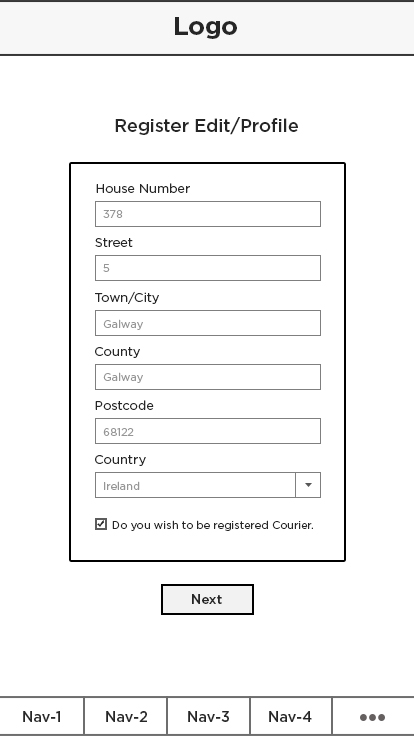 Logo
Register Edit/Profile
House Number
378
Street
5
Town/City
Galway
County
Galway
Postcode
68122
Country
Ireland
Do you wish to be registered Courier.
Next
Nav-1 Nav-2 Nav-3 Nav-4